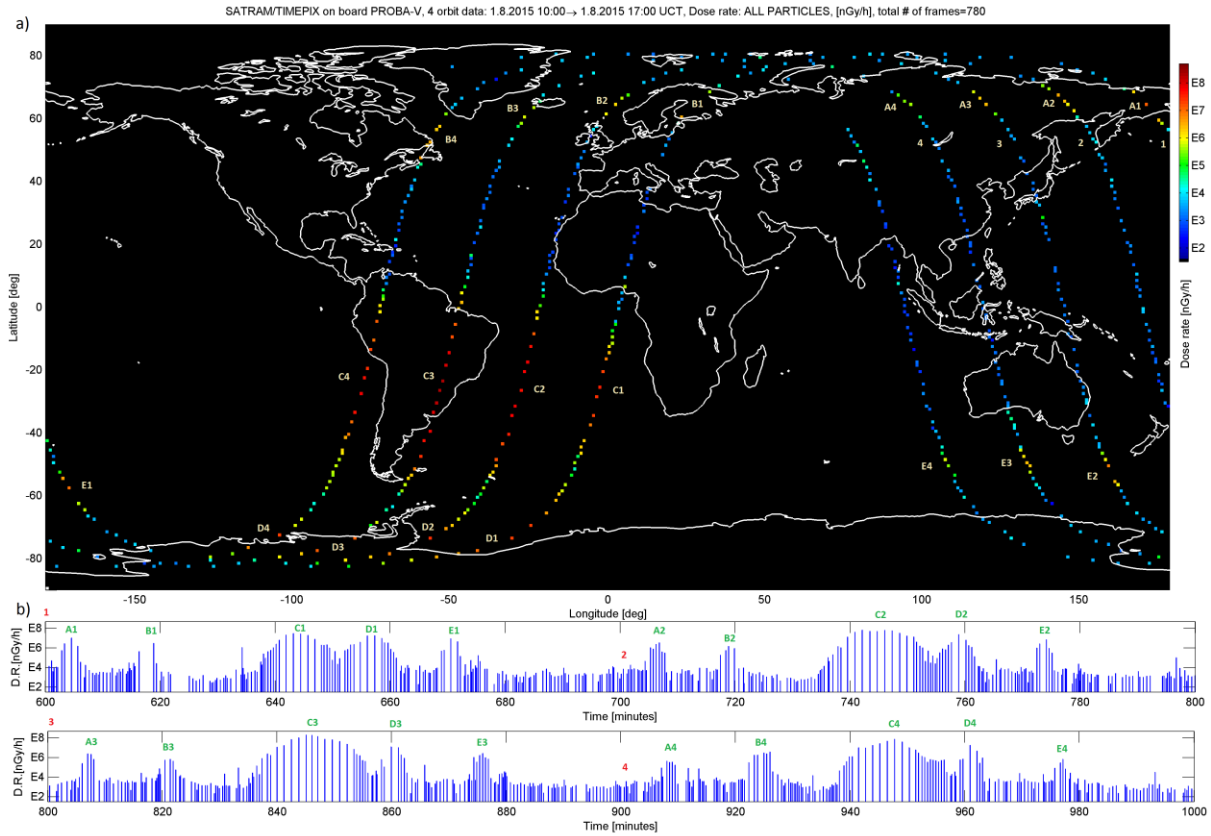 SATRAM/TIMEPIX on board PROBA-V, 4 orbit data: 1.8.2015 10:00→ 1.8.2015 17:00 UCT, Dose rate: ALL PARTICLES, [nGy/h], total # of frames=780
a)
80
60
40
20
0
-20
-40
-60
-80
Latitude [deg]
B4
B3
B2
B1
A4
A3
A2
A1
4
3
2
1
C4
C3
C2
C1
E4
E3
E2
E1
D4
D3
D2
D1
E8
E7
E6
E5
E4
E3
E2
Dose rate [nGy/h]
-150
-100
-50
0
50
100
150
Longitude [deg]
b)
1
A1
B1
C1
D1
E1
2
A2
B2
C2
D2
E2
E8
E6
E4
E2
D.R.[nGy/h]
600 620 640 660 680 700 720 740 760 780 800
Time [minutes]
3
A3
B3
C3
D3
E3
4
A4
B4
C4
D4
E4
E8
E6
E4
E2
D.R.[nGy/h]
800 820 840 860 880 900 920 940 960 980 1000
Time [minutes]